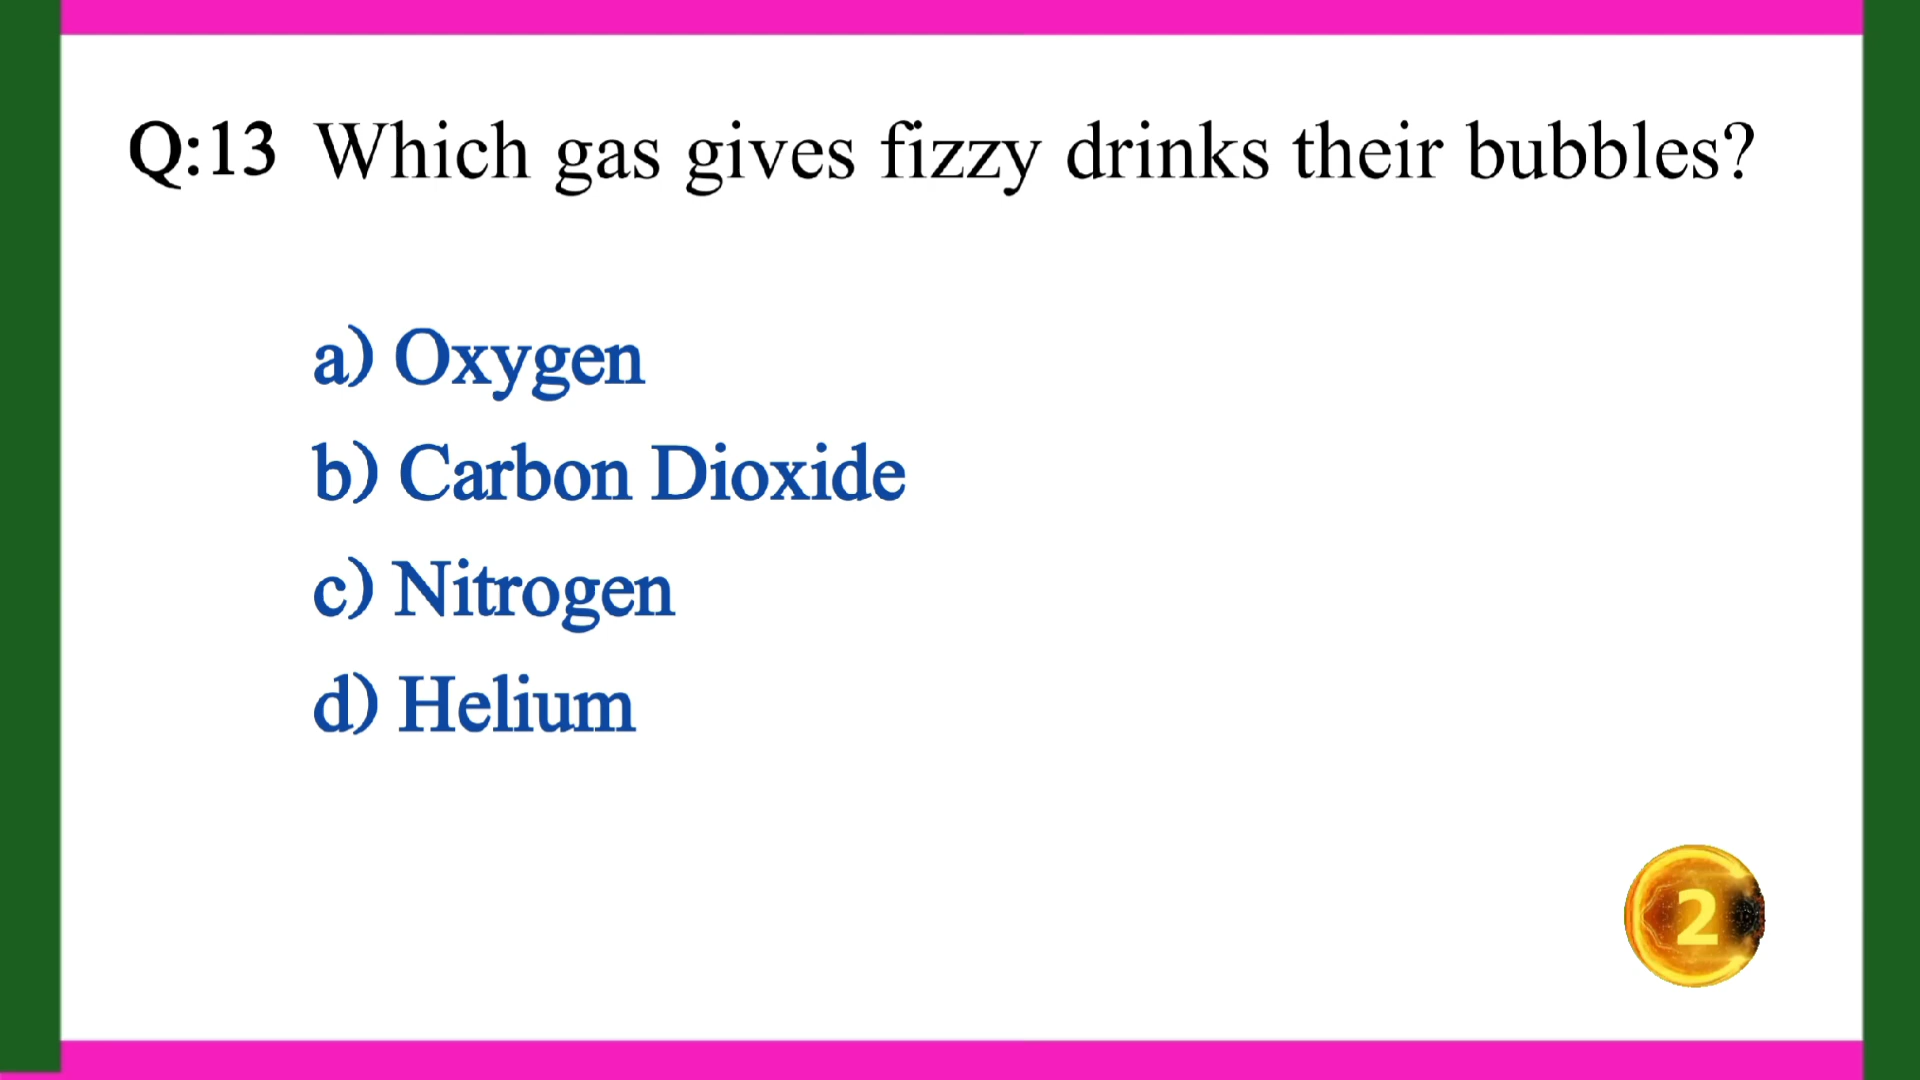 Q:13 Which gas gives fizzy drinks their bubbles?
a) Oxygen
b) Carbon Dioxide
c) Nitrogen
d) Helium
2